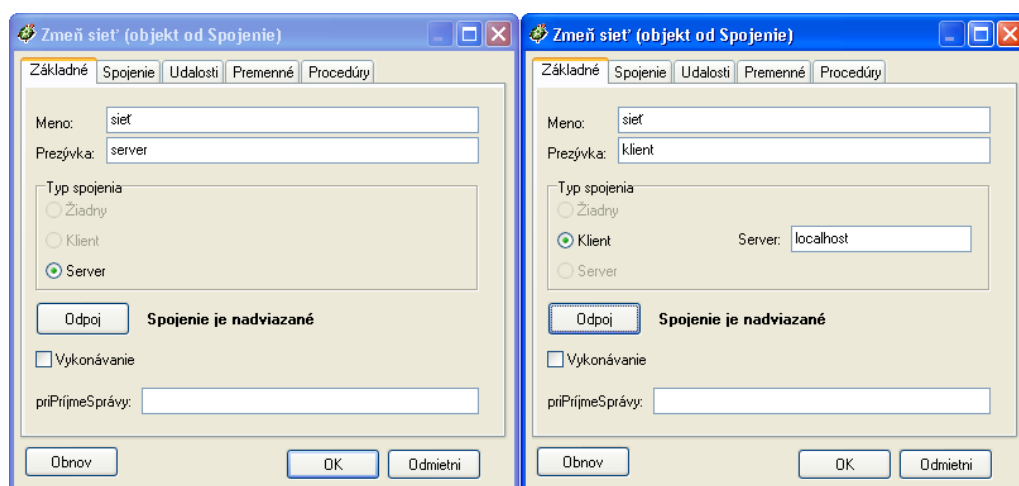 Zmeň sieť (objekt od Spojenie)
Základné Spojenie Udalosti Premenné Procedúry
Meno: sieť
Prezývka: server
Typ spojenia
Žiadny
Klient
Server
Odpoj Spojenie je nadviazané
Vykonávanie
priPríjmeSprávy:
Obnov OK Odmietni
Zmeň sieť (objekt od Spojenie)
Základné Spojenie Udalosti Premenné Procedúry
Meno: sieť
Prezývka: klient
Typ spojenia
Žiadny
Klient Server: localhost
Server
Odpoj Spojenie je nadviazané
Vykonávanie
priPríjmeSprávy:
Obnov OK Odmietni